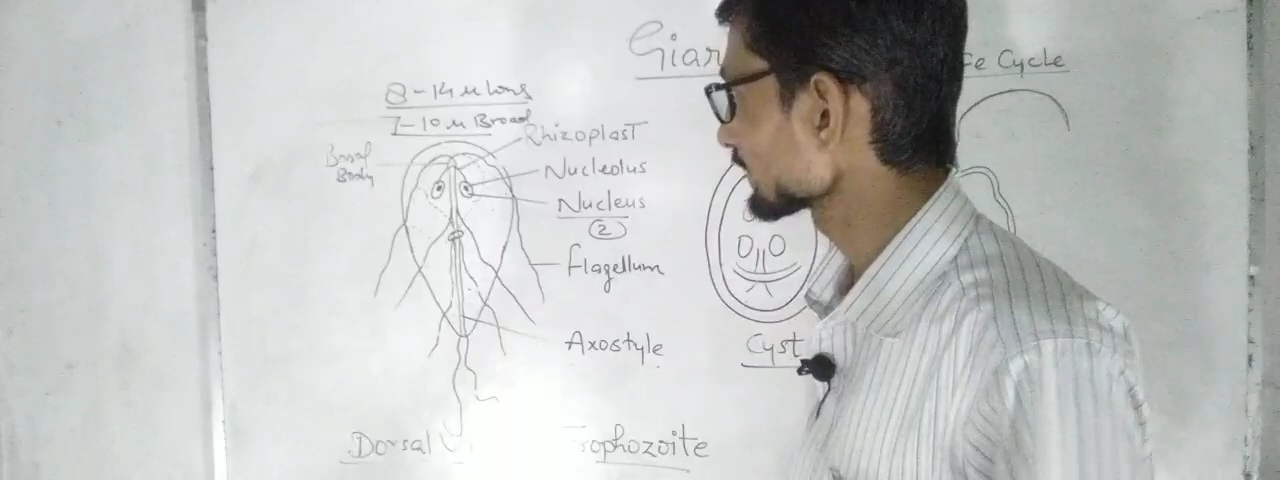 Giar
fe Cycle
8-14 μ long
7-10 μ Broad
Rhizoplast
Basal
Body
Nucleolus
Nucleus
2
flagellum
Axostyle
Cyst
Dorsal
rophozoite